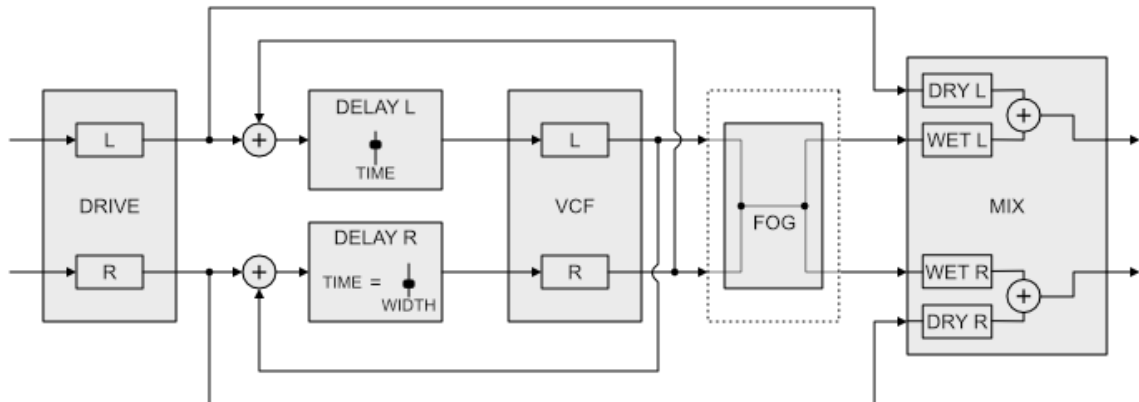 DRY L
DELAY L
+
L
+
TIME
L
WET L
DRIVE
VCF
FOG
MIX
DELAY R
R
+
TIME =
WIDTH
R
WET R
+
DRY R